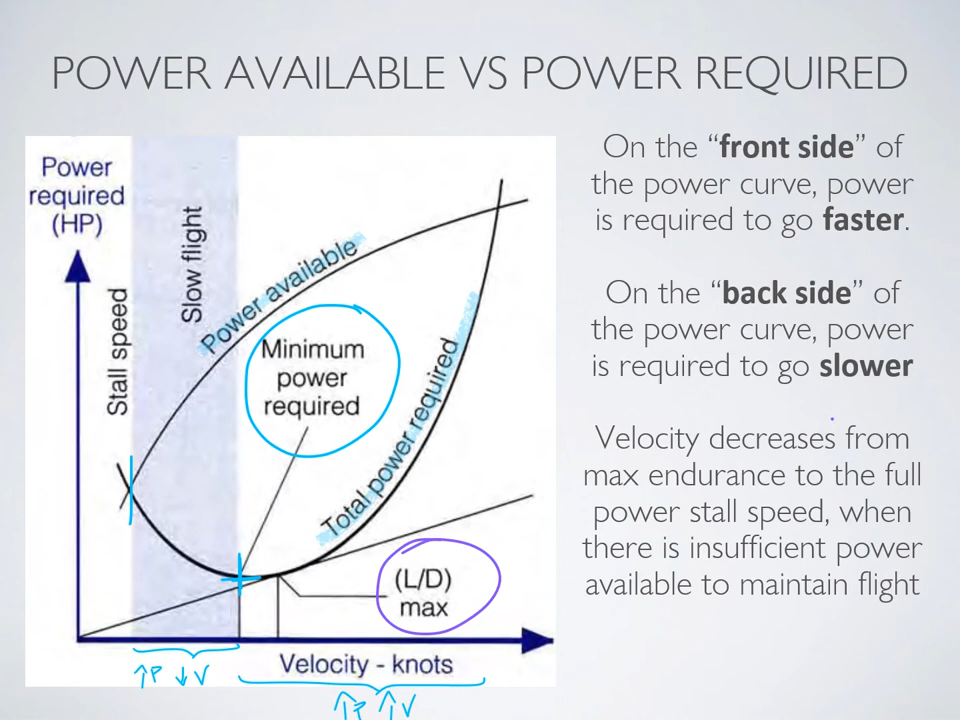 POWER AVAILABLE VS POWER REQUIRED
Power
required
(HP)
Stall speed
Slow flight
Power available
Minimum
power
required
Total power required
(L/D)
max
Velocity - knots
↑P ↓V
↑P ↑V
On the “front side” of
the power curve, power
is required to go faster.
On the “back side” of
the power curve, power
is required to go slower
Velocity decreases from
max endurance to the full
power stall speed, when
there is insufficient power
available to maintain flight